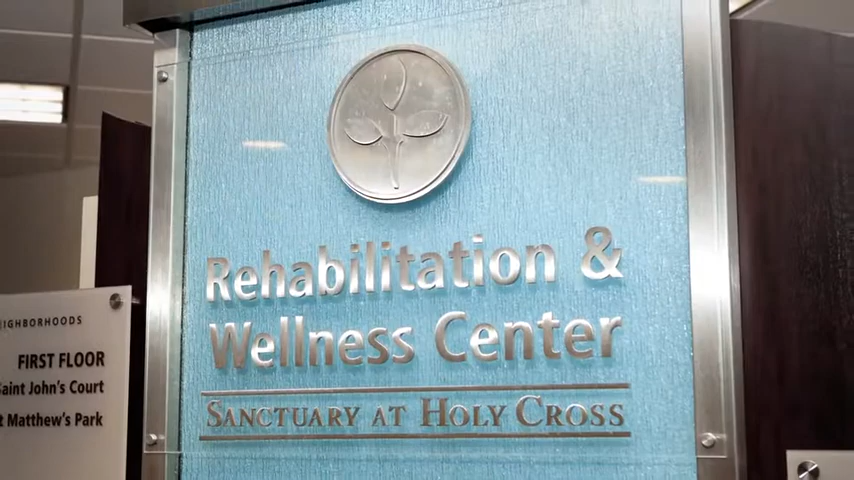 Rehabilitation &
Wellness Center
SANCTUARY AT HOLY CROSS
FIRST FLOOR
Saint John's Court
Matthew's Park